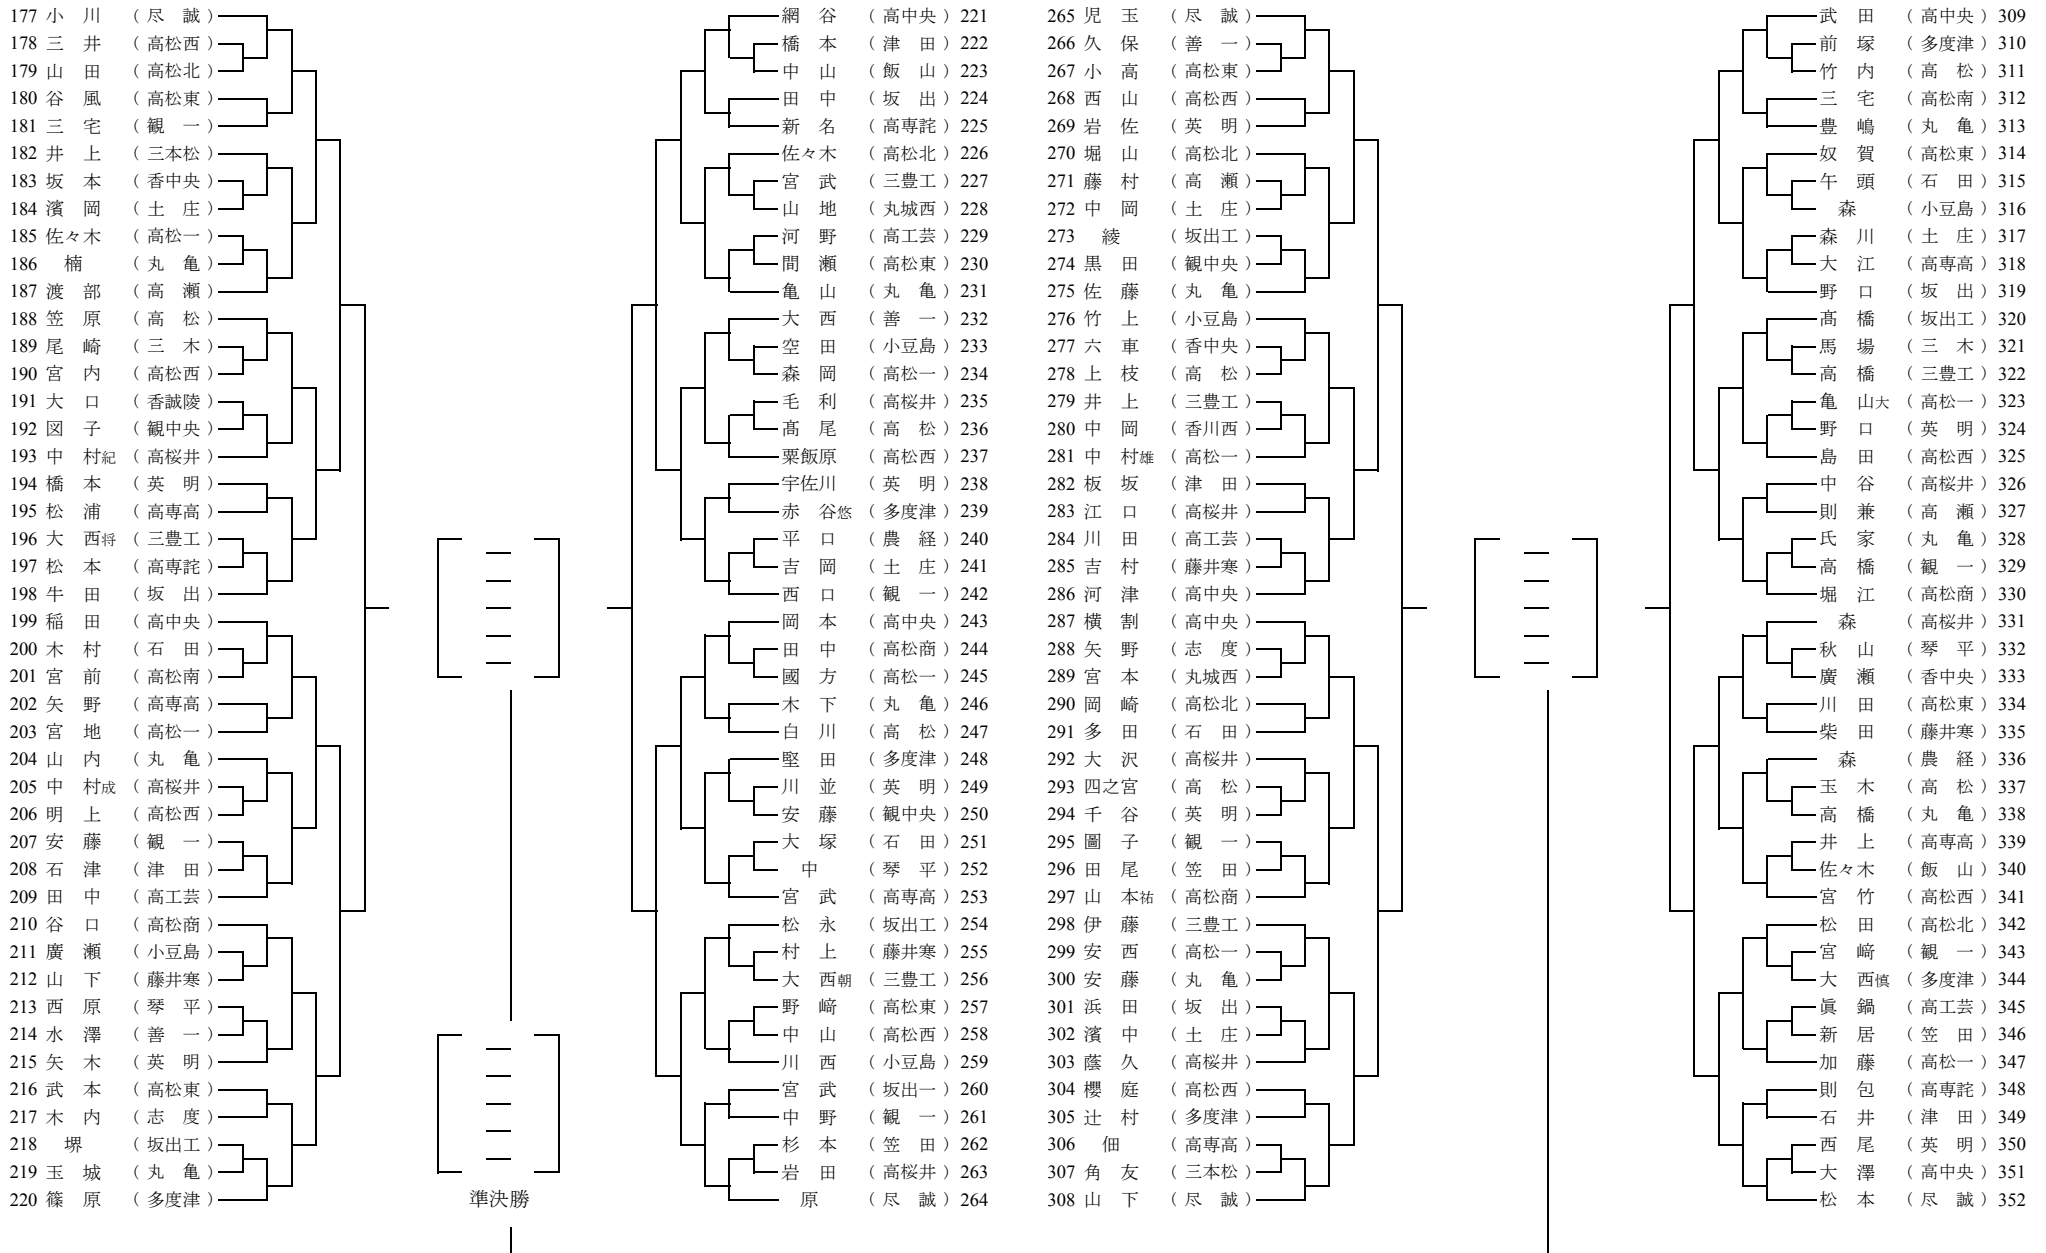 177 小川 （尽誠）
178 三井 （高松西）
179 山田 （高松北）
180 谷風 （高松東）
181 三宅 （観一）
182 井上 （三本松）
183 坂本 （香中央）
184 濱岡 （土庄）
185 佐々木 （高松一）
186 楠 （丸亀）
187 渡部 （高瀬）
188 笠原 （高松）
189 尾崎 （三木）
190 宮内 （高松西）
191 大口 （香誠陵）
192 図子 （観中央）
193 中村紀 （高桜井）
194 橋本 （英明）
195 松浦 （高専高）
196 大西将 （三豊工）
197 松本 （高専詫）
198 牛田 （坂出）
199 稲田 （高中央）
200 木村 （石田）
201 宮前 （高松南）
202 矢野 （高専高）
203 宮地 （高松一）
204 山内 （丸亀）
205 中村成 （高桜井）
206 明上 （高松西）
207 安藤 （観一）
208 石津 （津田）
209 田中 （高工芸）
210 谷口 （高松商）
211 廣瀬 （小豆島）
212 山下 （藤井寒）
213 西原 （琴平）
214 水澤 （善一）
215 矢木 （英明）
216 武本 （高松東）
217 木内 （志度）
218 堺 （坂出工）
219 玉城 （丸亀）
220 篠原 （多度津）
準決勝
網谷 （高中央） 221
橋本 （津田） 222
中山 （飯山） 223
田中 （坂出） 224
新名 （高専詫） 225
佐々木 （高松北） 226
宮武 （三豊工） 227
山地 （丸城西） 228
河野 （高工芸） 229
間瀬 （高松東） 230
亀山 （丸亀） 231
大西 （善一） 232
空田 （小豆島） 233
森岡 （高松一） 234
毛利 （高桜井） 235
髙尾 （高松） 236
粟飯原 （高松西） 237
宇佐川 （英明） 238
赤谷悠 （多度津） 239
平口 （農経） 240
吉岡 （土庄） 241
西口 （観一） 242
岡本 （高中央） 243
田中 （高松商） 244
國方 （高松一） 245
木下 （丸亀） 246
白川 （高松） 247
堅田 （多度津） 248
川並 （英明） 249
安藤 （観中央） 250
大塚 （石田） 251
中 （琴平） 252
宮武 （高専高） 253
松永 （坂出工） 254
村上 （藤井寒） 255
大西朝 （三豊工） 256
野﨑 （高松東） 257
中山 （高松西） 258
川西 （小豆島） 259
宮武 （坂出一） 260
中野 （観一） 261
杉本 （笠田） 262
岩田 （高桜井） 263
原 （尽誠） 264
265 児玉 （尽誠）
266 久保 （善一）
267 小高 （高松東）
268 西山 （高松西）
269 岩佐 （英明）
270 堀山 （高松北）
271 藤村 （高瀬）
272 中岡 （土庄）
273 綾 （坂出工）
274 黒田 （観中央）
275 佐藤 （丸亀）
276 竹上 （小豆島）
277 六車 （香中央）
278 上枝 （高松）
279 井上 （三豊工）
280 中岡 （香川西）
281 中村雄 （高松一）
282 板坂 （津田）
283 江口 （高桜井）
284 川田 （高工芸）
285 吉村 （藤井寒）
286 河津 （高中央）
287 横割 （高中央）
288 矢野 （志度）
289 宮本 （丸城西）
290 岡崎 （高松北）
291 多田 （石田）
292 大沢 （高桜井）
293 四之宮 （高松）
294 千谷 （英明）
295 圖子 （観一）
296 田尾 （笠田）
297 山本祐 （高松商）
298 伊藤 （三豊工）
299 安西 （高松一）
300 安藤 （丸亀）
301 浜田 （坂出）
302 濱中 （土庄）
303 蔭久 （高桜井）
304 櫻庭 （高松西）
305 辻村 （多度津）
306 佃 （高専高）
307 角友 （三本松）
308 山下 （尽誠）
武田 （高中央） 309
前塚 （多度津） 310
竹内 （高松） 311
三宅 （高松南） 312
豊嶋 （丸亀） 313
奴賀 （高松東） 314
午頭 （石田） 315
森 （小豆島） 316
森川 （土庄） 317
大江 （高専高） 318
野口 （坂出） 319
髙橋 （坂出工） 320
馬場 （三木） 321
高橋 （三豊工） 322
亀山大 （高松一） 323
野口 （英明） 324
島田 （高松西） 325
中谷 （高桜井） 326
則兼 （高瀬） 327
氏家 （丸亀） 328
高橋 （観一） 329
堀江 （高松商） 330
森 （高桜井） 331
秋山 （琴平） 332
廣瀬 （香中央） 333
川田 （高松東） 334
柴田 （藤井寒） 335
森 （農経） 336
玉木 （高松） 337
高橋 （丸亀） 338
井上 （高専高） 339
佐々木 （飯山） 340
宮竹 （高松西） 341
松田 （高松北） 342
宮﨑 （観一） 343
大西慎 （多度津） 344
眞鍋 （高工芸） 345
新居 （笠田） 346
加藤 （高松一） 347
則包 （高専詫） 348
石井 （津田） 349
西尾 （英明） 350
大澤 （高中央） 351
松本 （尽誠） 352